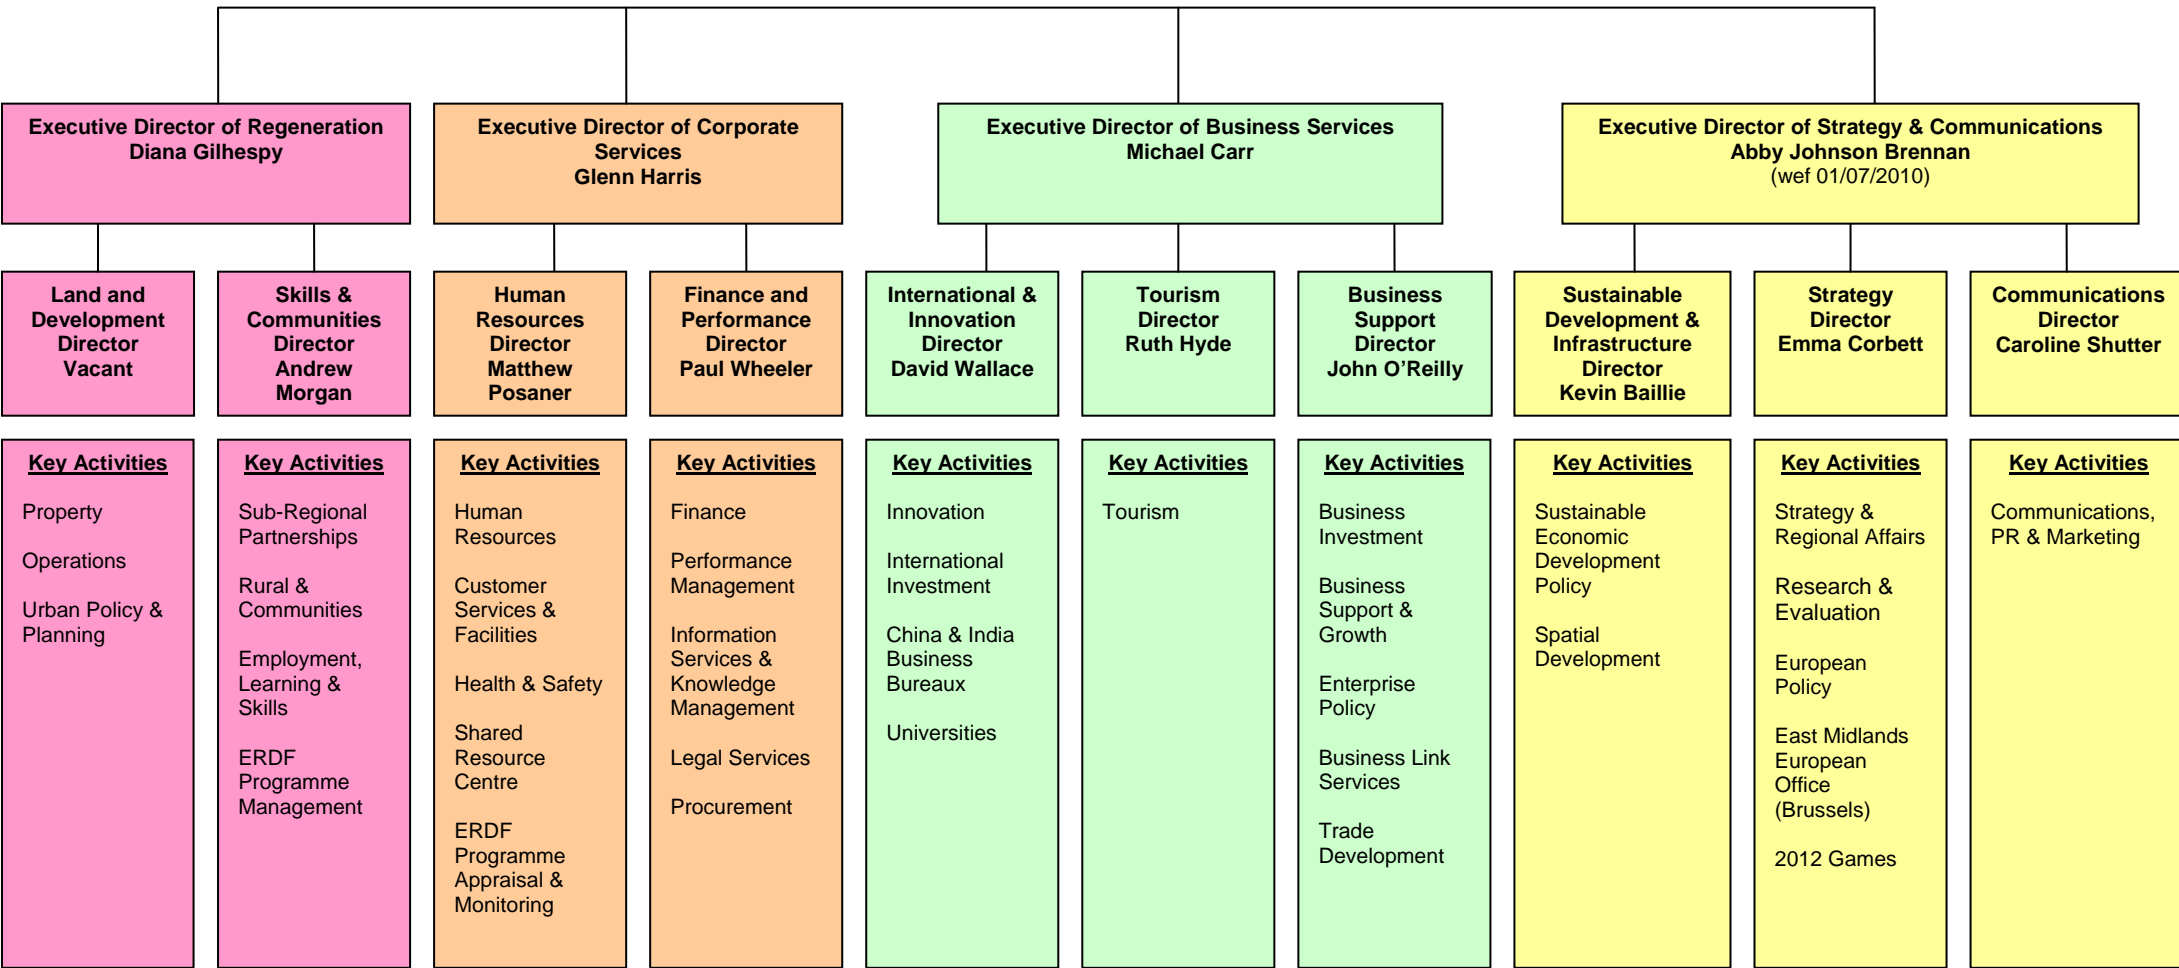 Executive Director of Regeneration
Diana Gilhespy
Executive Director of Corporate
Services
Glenn Harris
Executive Director of Business Services
Michael Carr
Executive Director of Strategy & Communications
Abby Johnson Brennan
(wef 01/07/2010)
Land and
Development
Director
Vacant
Skills &
Communities
Director
Andrew
Morgan
Human
Resources
Director
Matthew
Posaner
Finance and
Performance
Director
Paul Wheeler
International &
Innovation
Director
David Wallace
Tourism
Director
Ruth Hyde
Business
Support
Director
John O’Reilly
Sustainable
Development &
Infrastructure
Director
Kevin Baillie
Strategy
Director
Emma Corbett
Communications
Director
Caroline Shutter
Key Activities
Property
Operations
Urban Policy &
Planning
Key Activities
Sub-Regional
Partnerships
Rural &
Communities
Employment,
Learning &
Skills
ERDF
Programme
Management
Key Activities
Human
Resources
Customer
Services &
Facilities
Health & Safety
Shared
Resource
Centre
ERDF
Programme
Appraisal &
Monitoring
Key Activities
Finance
Performance
Management
Information
Services &
Knowledge
Management
Legal Services
Procurement
Key Activities
Innovation
International
Investment
China & India
Business
Bureaux
Universities
Key Activities
Tourism
Key Activities
Business
Investment
Business
Support &
Growth
Enterprise
Policy
Business Link
Services
Trade
Development
Key Activities
Sustainable
Economic
Development
Policy
Spatial
Development
Key Activities
Strategy &
Regional Affairs
Research &
Evaluation
European
Policy
East Midlands
European
Office
(Brussels)
2012 Games
Key Activities
Communications,
PR & Marketing